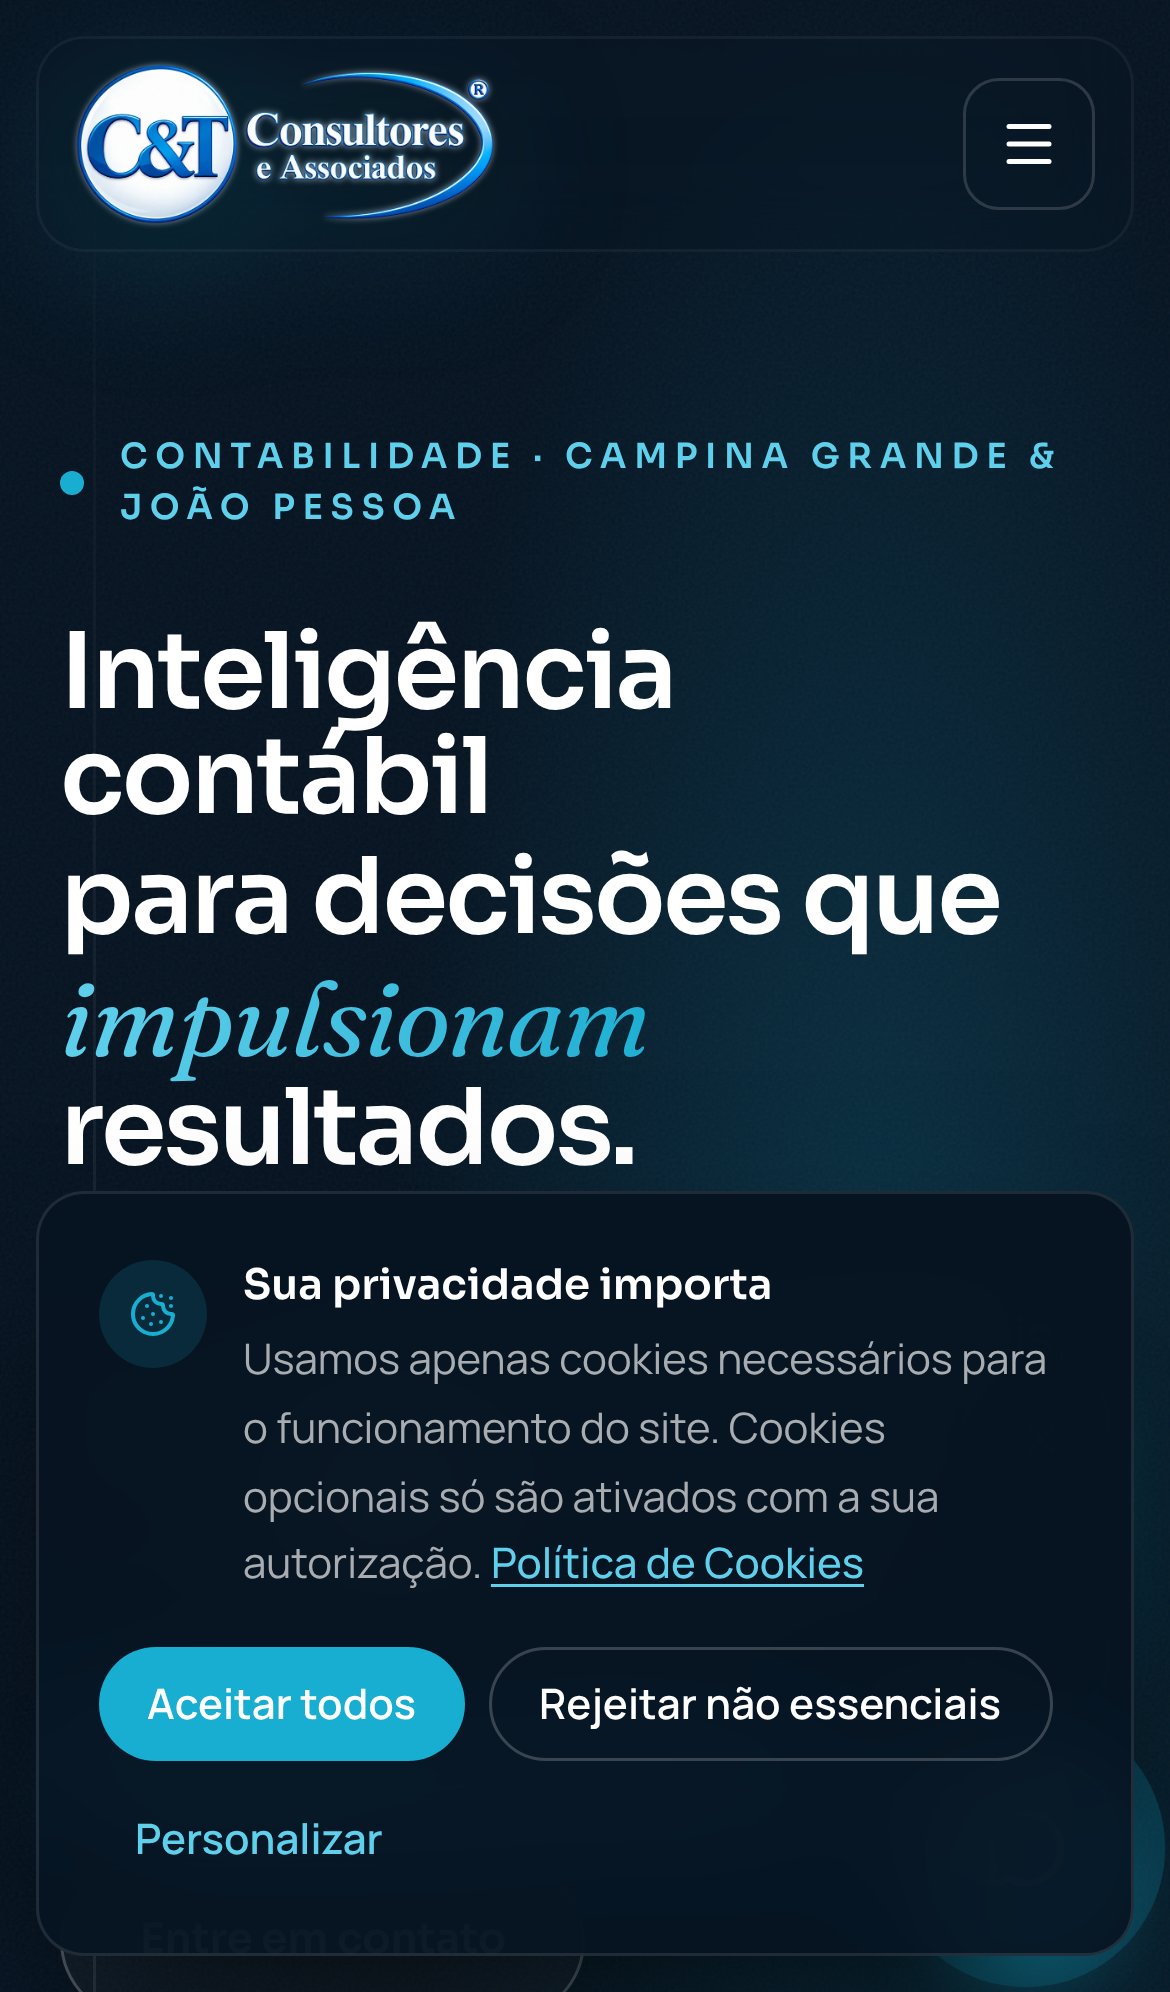 C&T Consultores ®
e Associados
CONTABILIDADE · CAMPINA GRANDE &
JOÃO PESSOA
Inteligência
contábil
para decisões que
impulsionam
resultados.
Sua privacidade importa
Usamos apenas cookies necessários para
o funcionamento do site. Cookies
opcionais só são ativados com a sua
autorização. Política de Cookies
Aceitar todos
Rejeitar não essenciais
Personalizar
Entre em contato